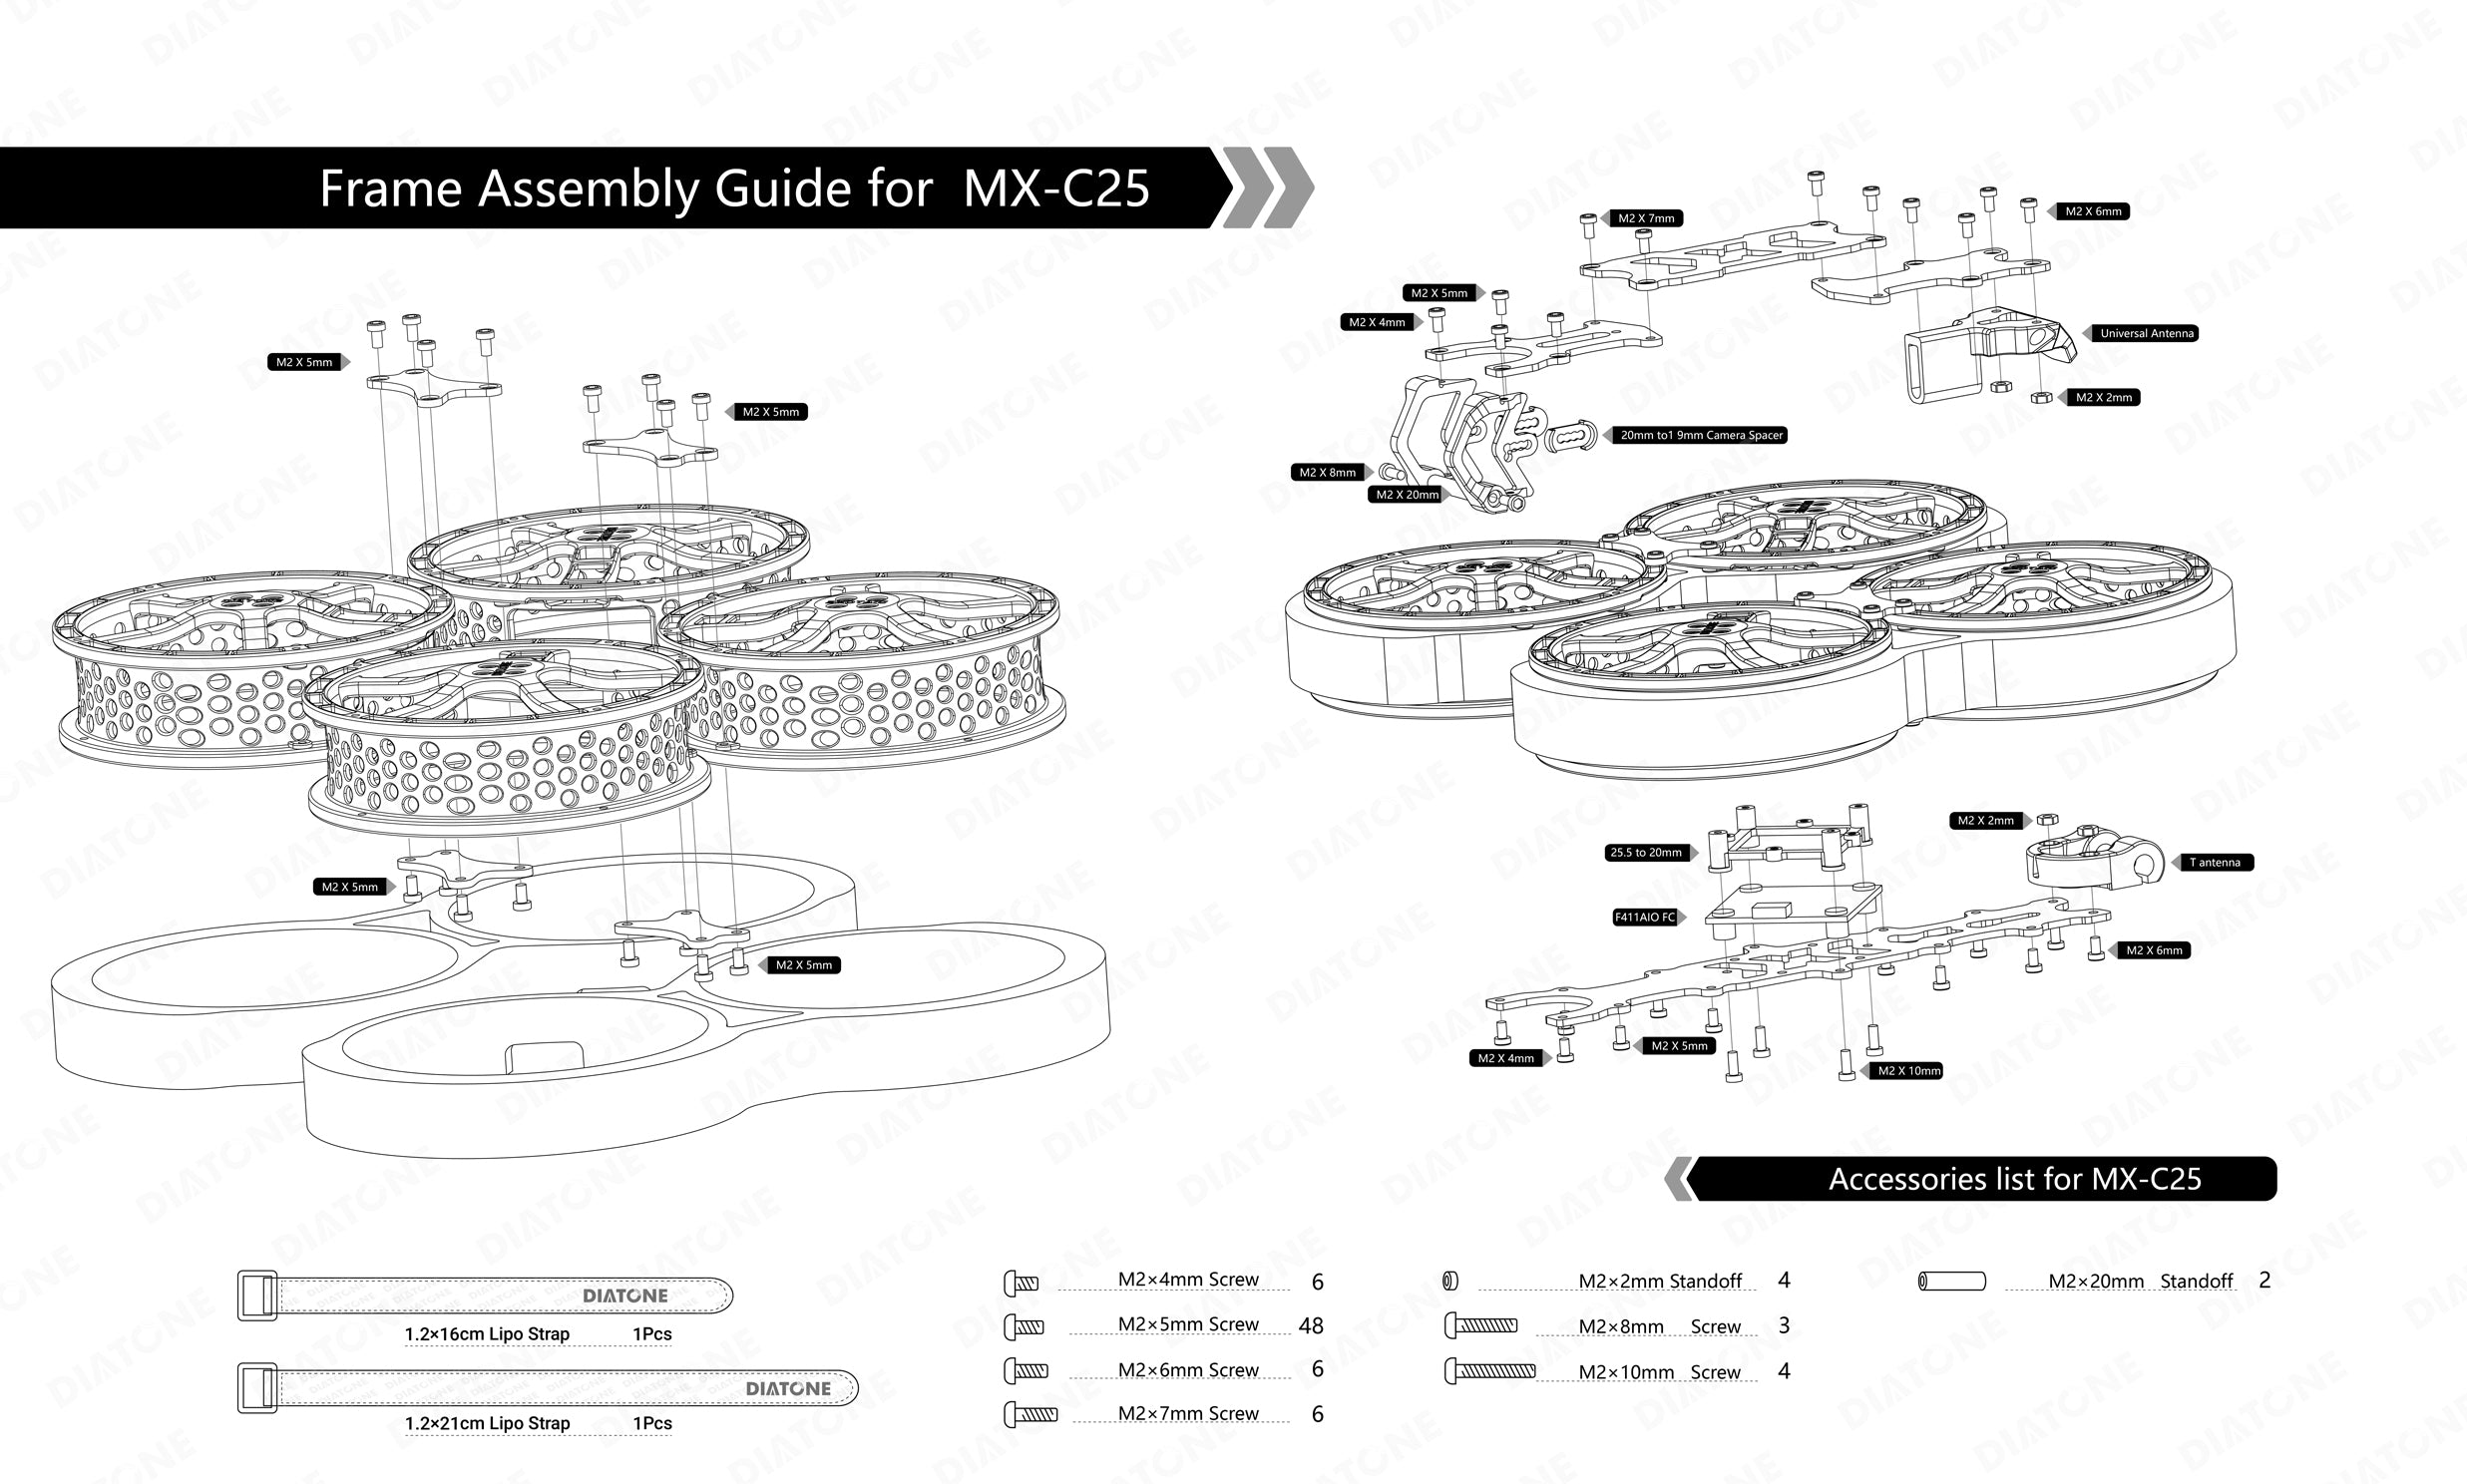 Frame Assembly Guide for MX-C25
M2 X 5mm
M2 X 5mm
M2 X 5mm
M2 X 5mm
M2 X 7mm
M2 X 6mm
M2 X 5mm
M2 X 4mm
Universal Antenna
M2 X 2mm
20mm to1 9mm Camera Spacer
M2 X 8mm
M2 X 20mm
M2 X 2mm
25.5 to 20mm
T antenna
F411AIO FC
M2 X 6mm
M2 X 5mm
M2 X 4mm
M2 X 10mm
Accessories list for MX-C25
DIATONE
1.2×16cm Lipo Strap 1Pcs
DIATONE
1.2×21cm Lipo Strap 1Pcs
M2×4mm Screw 6
M2×5mm Screw 48
M2×6mm Screw 6
M2×7mm Screw 6
M2×2mm Standoff 4
M2×8mm Screw 3
M2×10mm Screw 4
M2×20mm Standoff 2